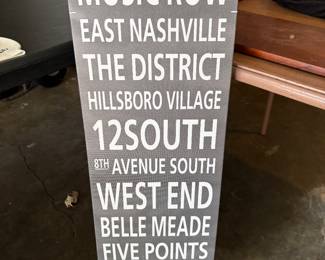 MUSIC ROW
EAST NASHVILLE
THE DISTRICT
HILLSBORO VILLAGE
12SOUTH
8TH AVENUE SOUTH
WEST END
BELLE MEADE
FIVE POINTS